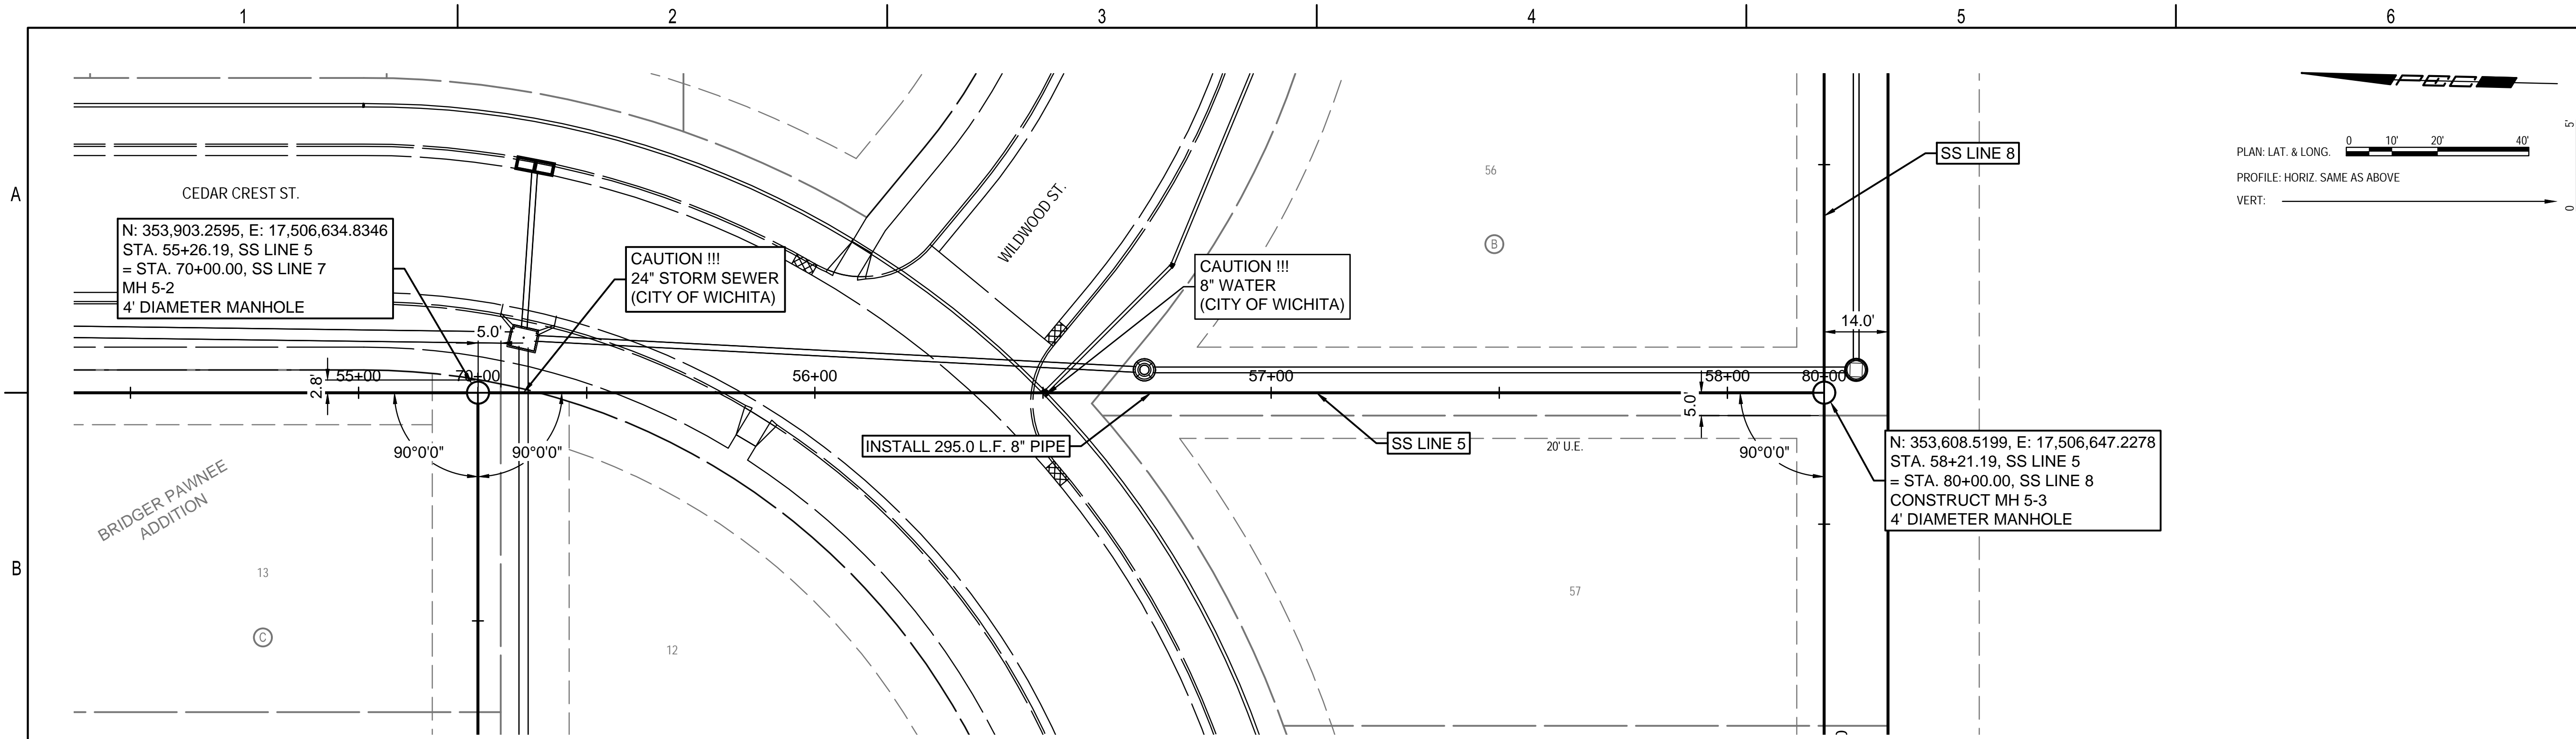 1
2
3
4
5
6
A
B
PEC
PLAN: LAT. & LONG.
0 10' 20' 40'
PROFILE: HORIZ. SAME AS ABOVE
VERT:
0
5'
SS LINE 8
CEDAR CREST ST.
WILDWOOD ST.
56
B
N: 353,903.2595, E: 17,506,634.8346
STA. 55+26.19, SS LINE 5
= STA. 70+00.00, SS LINE 7
MH 5-2
4' DIAMETER MANHOLE
CAUTION !!!
24" STORM SEWER
(CITY OF WICHITA)
CAUTION !!!
8" WATER
(CITY OF WICHITA)
5.0'
14.0'
2.8'
55+00
70+00
56+00
57+00
58+00
80+00
5.0'
90°0'0"
90°0'0"
INSTALL 295.0 L.F. 8" PIPE
SS LINE 5
20' U.E.
90°0'0"
N: 353,608.5199, E: 17,506,647.2278
STA. 58+21.19, SS LINE 5
= STA. 80+00.00, SS LINE 8
CONSTRUCT MH 5-3
4' DIAMETER MANHOLE
BRIDGER PAWNEE
ADDITION
13
C
12
57